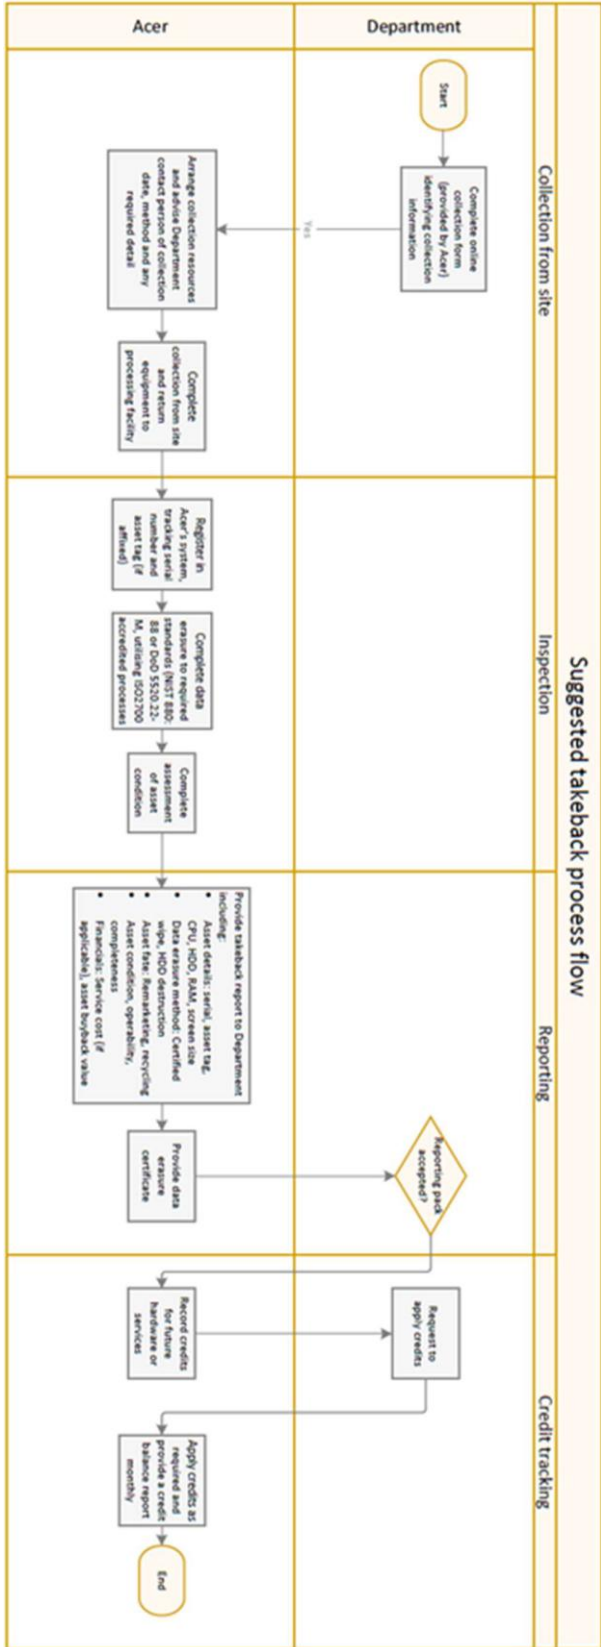 Suggested takeback process flow
Collection from site
Inspection
Reporting
Credit tracking
Department
Start
Complete online
collection form
(provided by Acer)
identifying collection
information
Yes
Reporting pack
accepted?
Request to
apply credits
Acer
Arrange collection resources
and advise Department
contact person of collection
date, method and any
required detail
Complete
collection from site
and return
equipment to
processing facility
Register in
Acer's system,
tracking serial
number and
asset tag (if
affixed)
Complete data
erasure to required
standards (NIST 880:
88 or DoD 5520.22-
M, utilising ISO2700
accredited processes
Complete
assessment
of asset
condition
Provide takeback report to Department
including:
• Asset details: serial, asset tag,
CPU, HDD, RAM, screen size
• Data erasure method: Certified
wipe, HDD destruction
• Asset fate: Remarketing, recycling
• Asset condition, operability,
completeness
• Financials: Service cost (if
applicable), asset buyback value
Provide data
erasure
certificate
Record credits
for future
hardware or
services
Apply credits as
required and
provide a credit
balance report
monthly
End